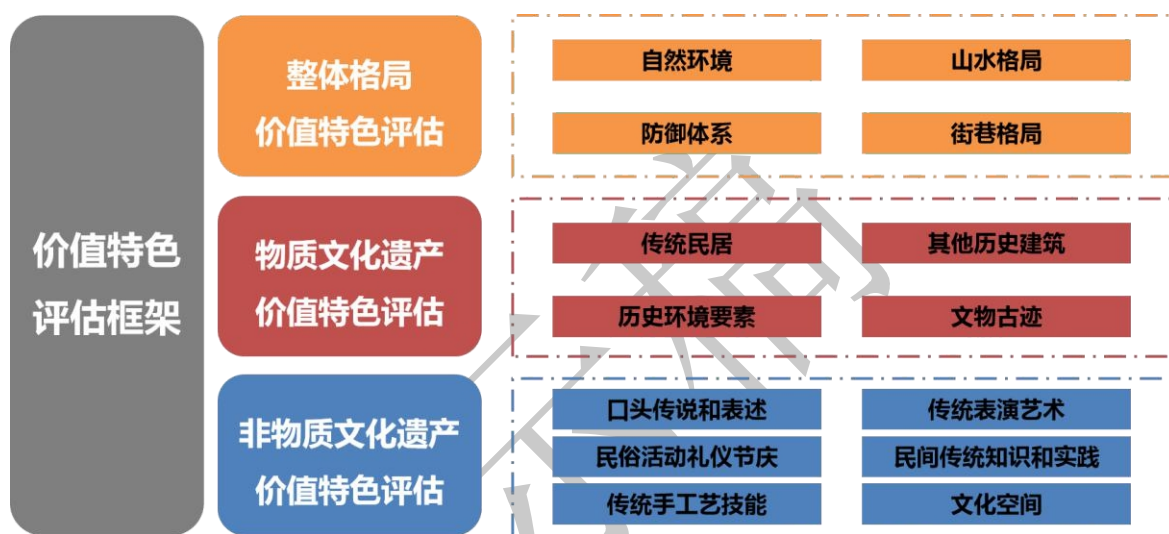 价值特色
评估框架
整体格局
价值特色评估
自然环境
山水格局
防御体系
街巷格局
物质文化遗产
价值特色评估
传统民居
其他历史建筑
历史环境要素
文物古迹
非物质文化遗产
价值特色评估
口头传说和表述
传统表演艺术
民俗活动礼仪节庆
民间传统知识和实践
传统手工艺技能
文化空间